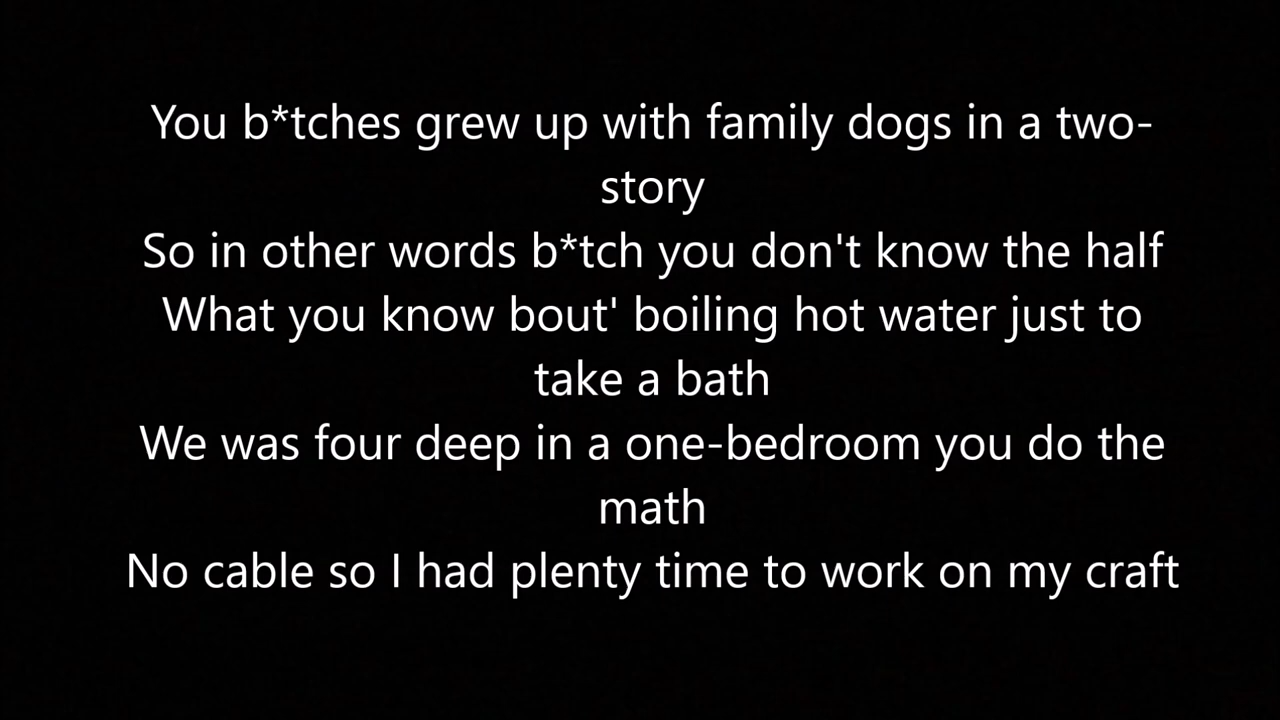 You b*tches grew up with family dogs in a two-
story
So in other words b*tch you don't know the half
What you know bout' boiling hot water just to
take a bath
We was four deep in a one-bedroom you do the
math
No cable so I had plenty time to work on my craft